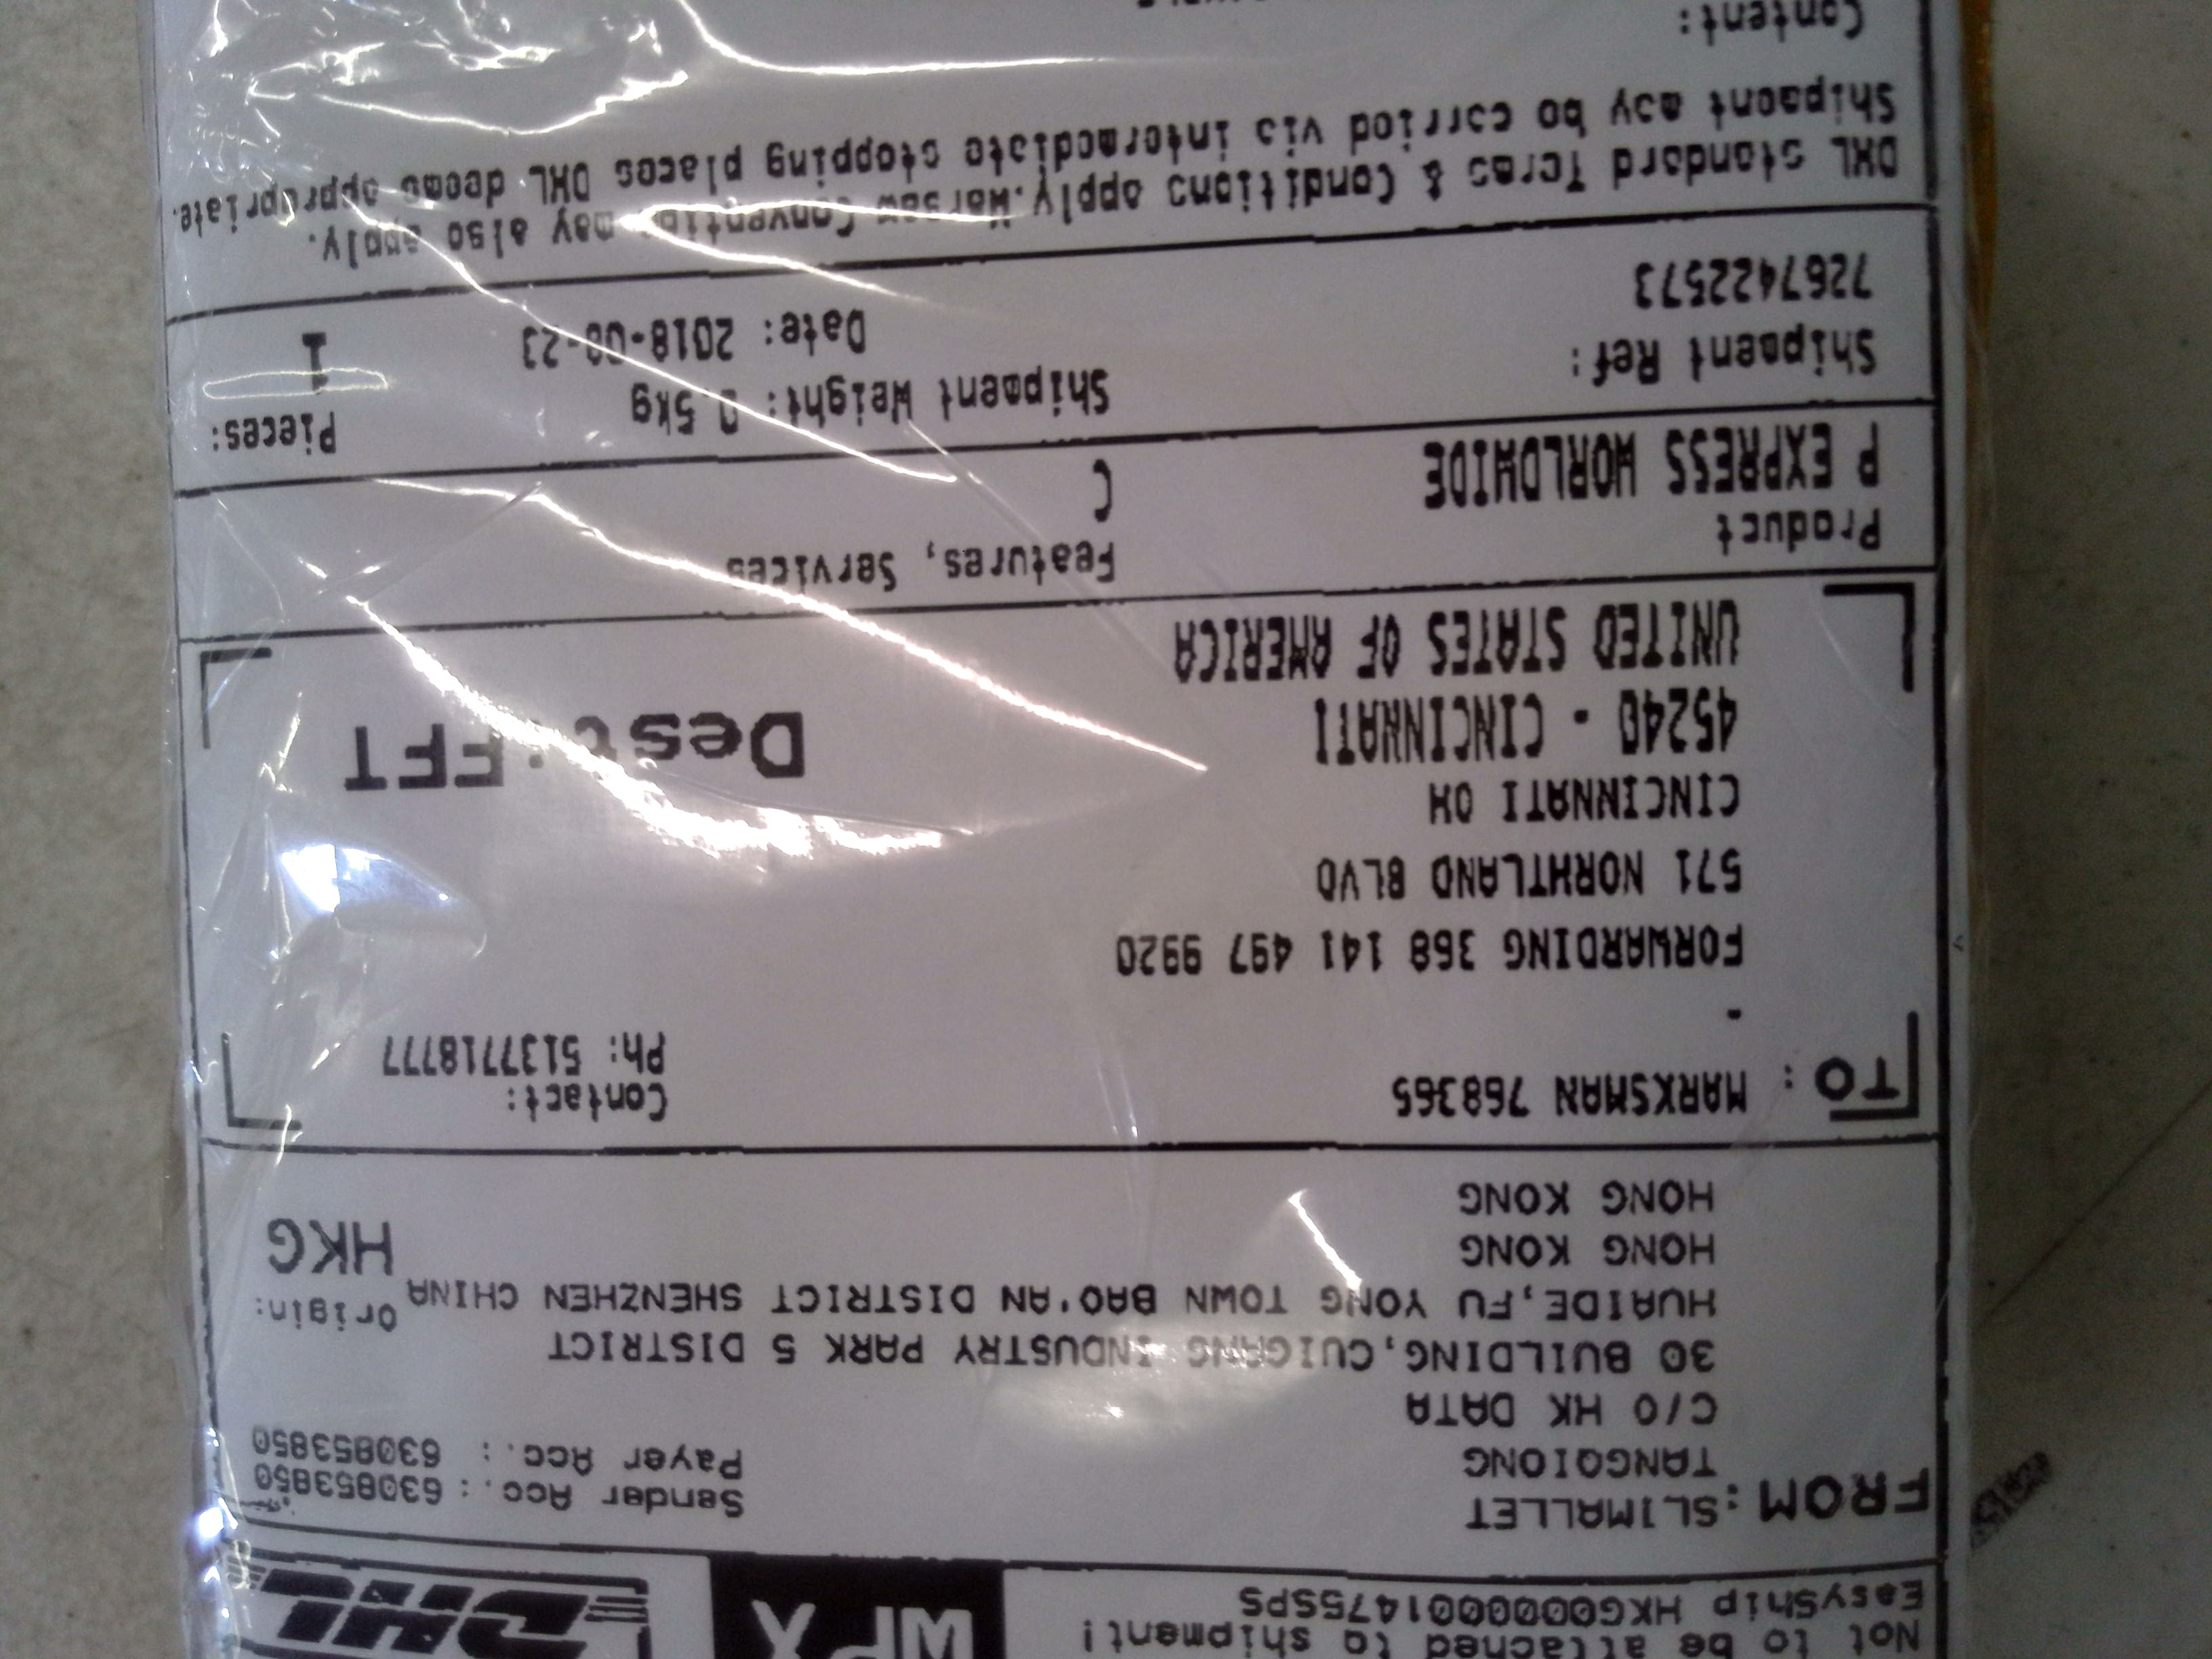 Not to be attached to shipment!
EasyShip HKG0000001475SPS
WPX
DHL
FROM: SLIMALLET
TANGQIONG
C/O HK DATA
30 BUILDING,CUIGANG INDUSTRY PARK 5 DISTRICT
HUAIDE,FU YONG TOWN BAO'AN DISTRICT SHENZHEN CHINA
HONG KONG
HONG KONG
Sender Acc.: 630853850
Payer Acc.: 630853850
Origin:
HKG
TO: MARKSMAN 768365
-
FORWARDING 368 141 497 9920
571 NORHTLAND BLVD
CINCINNATI OH
45240 - CINCINNATI
UNITED STATES OF AMERICA
Contact:
Ph: 5137718777
Dest:FFT
Product
P EXPRESS WORLDWIDE
Features, Services
C
Shipment Ref:
7267422573
Shipment Weight: 0.5kg
Date: 2018-08-23
Pieces:
1
DHL standard Terms & Conditions apply.Warsaw Convention may also apply.
Shipment may be carried via intermediate stopping places DHL deems appropriate.
Content: